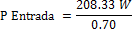 P Entrada = 208.33 W / 0.70